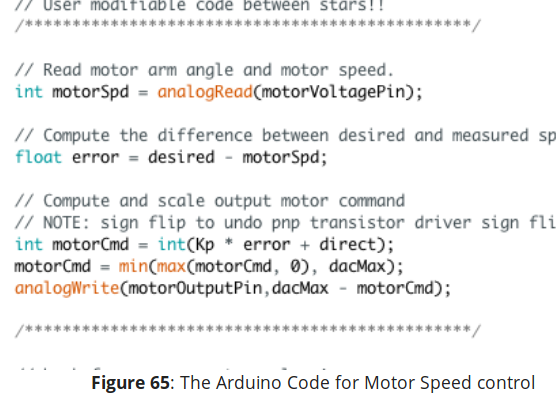 // User modifiable code between stars!!
/***********************************************/
// Read motor arm angle and motor speed.
int motorSpd = analogRead(motorVoltagePin);
// Compute the difference between desired and measured sp
float error = desired - motorSpd;
// Compute and scale output motor command
// NOTE: sign flip to undo pnp transistor driver sign fli
int motorCmd = int(Kp * error + direct);
motorCmd = min(max(motorCmd, 0), dacMax);
analogWrite(motorOutputPin,dacMax - motorCmd);
/***********************************************/
Figure 65: The Arduino Code for Motor Speed control